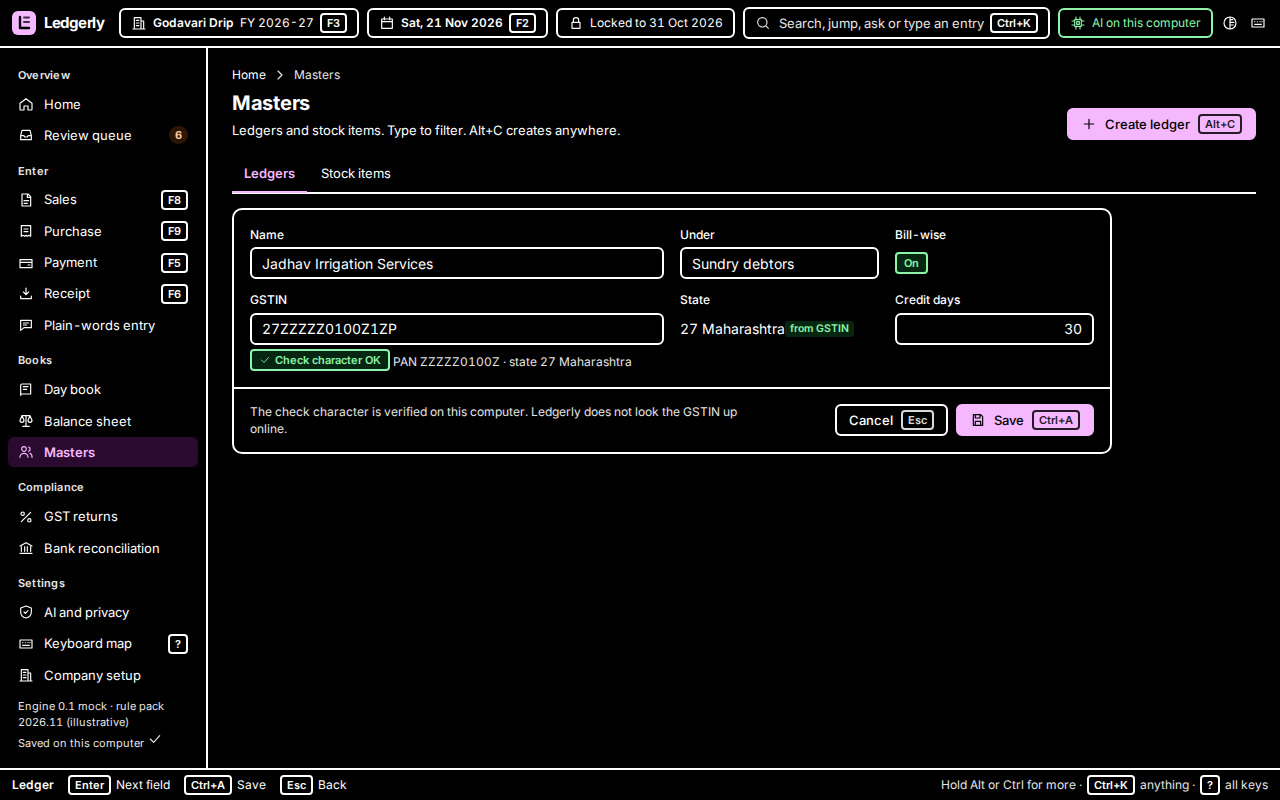 Ledgerly
Godavari Drip FY 2026-27 F3
Sat, 21 Nov 2026 F2
Locked to 31 Oct 2026
Search, jump, ask or type an entry Ctrl+K
AI on this computer
Overview
Home
Review queue 6
Enter
Sales F8
Purchase F9
Payment F5
Receipt F6
Plain-words entry
Books
Day book
Balance sheet
Masters
Compliance
GST returns
Bank reconciliation
Settings
AI and privacy
Keyboard map ?
Company setup
Engine 0.1 mock · rule pack
2026.11 (illustrative)
Saved on this computer
Home > Masters
Masters
Ledgers and stock items. Type to filter. Alt+C creates anywhere.
Create ledger Alt+C
Ledgers
Stock items
Name
Jadhav Irrigation Services
Under
Sundry debtors
Bill-wise
On
GSTIN
27ZZZZZ0100Z1ZP
Check character OK PAN ZZZZZ0100Z · state 27 Maharashtra
State
27 Maharashtra from GSTIN
Credit days
30
The check character is verified on this computer. Ledgerly does not look the GSTIN up
online.
Cancel Esc
Save Ctrl+A
Ledger Enter Next field Ctrl+A Save Esc Back
Hold Alt or Ctrl for more · Ctrl+K anything · ? all keys